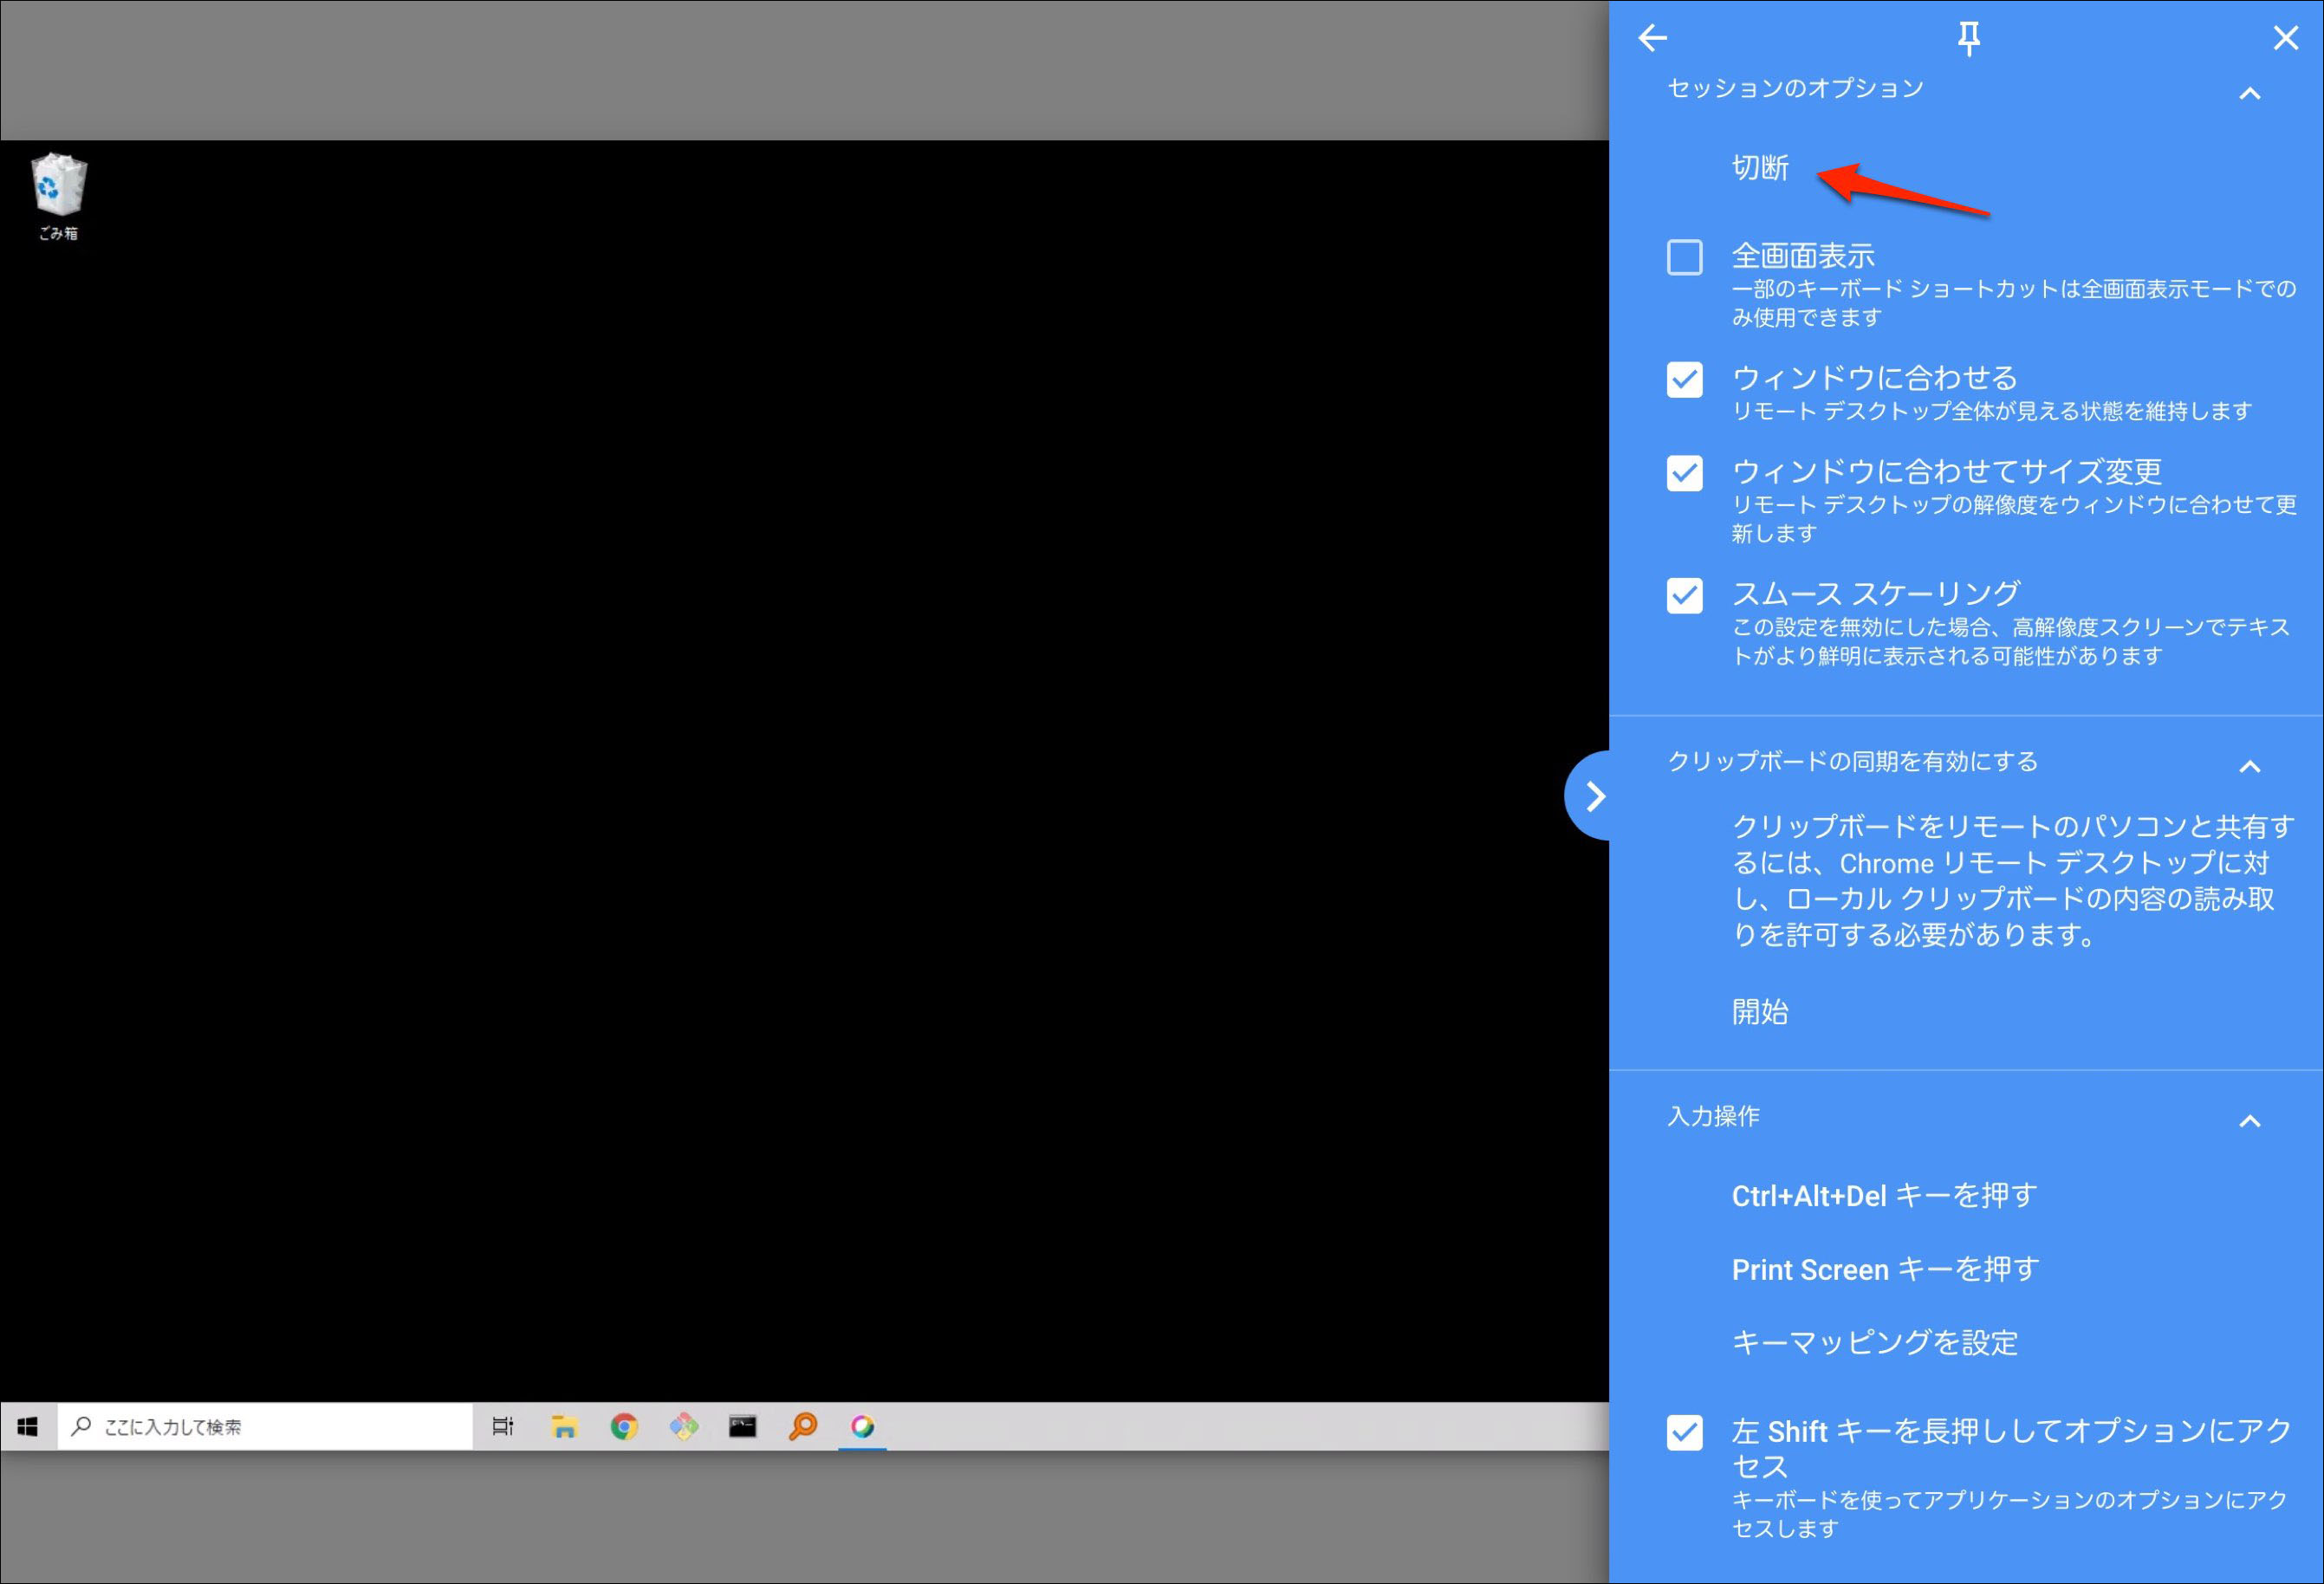 セッションのオプション
切断
全画面表示
一部のキーボード ショートカットは全画面表示モードでの
み使用できます
ウィンドウに合わせる
リモート デスクトップ全体が見える状態を維持します
ウィンドウに合わせてサイズ変更
リモート デスクトップの解像度をウィンドウに合わせて更
新します
スムース スケーリング
この設定を無効にした場合、高解像度スクリーンでテキス
トがより鮮明に表示される可能性があります
クリップボードの同期を有効にする
クリップボードをリモートのパソコンと共有す
るには、Chrome リモート デスクトップに対
し、ローカル クリップボードの内容の読み取
りを許可する必要があります。
開始
入力操作
Ctrl+Alt+Del キーを押す
Print Screen キーを押す
キーマッピングを設定
左 Shift キーを長押ししてオプションにアク
セス
キーボードを使ってアプリケーションのオプションにアク
セスします
ごみ箱
ここに入力して検索